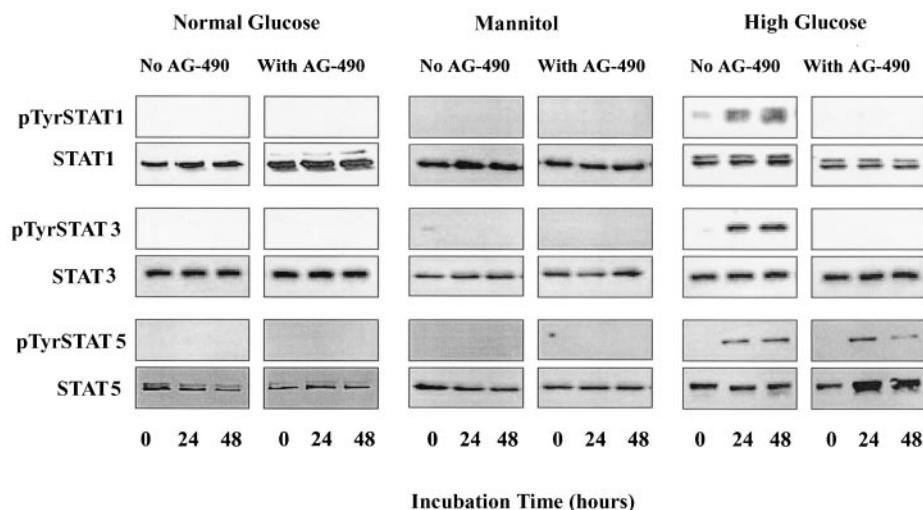 Normal Glucose Mannitol High Glucose
No AG-490 With AG-490 No AG-490 With AG-490 No AG-490 With AG-490
pTyrSTAT1
STAT1
pTyrSTAT 3
STAT 3
pTyrSTAT 5
STAT 5
0 24 48 0 24 48 0 24 48 0 24 48 0 24 48 0 24 48
Incubation Time (hours)